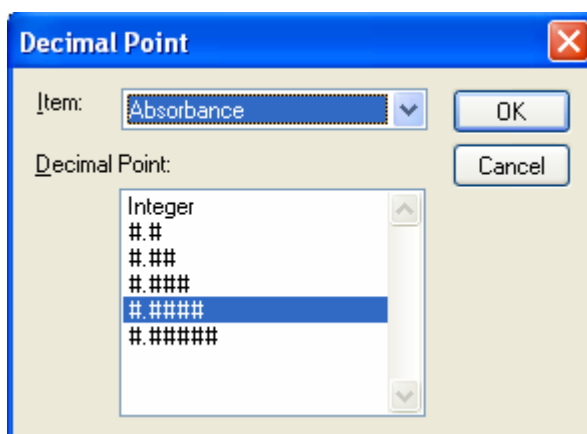 Decimal Point
Item:
Absorbance
OK
Decimal Point:
Cancel
Integer
#.#
#.##
#.###
#.####
#.#####